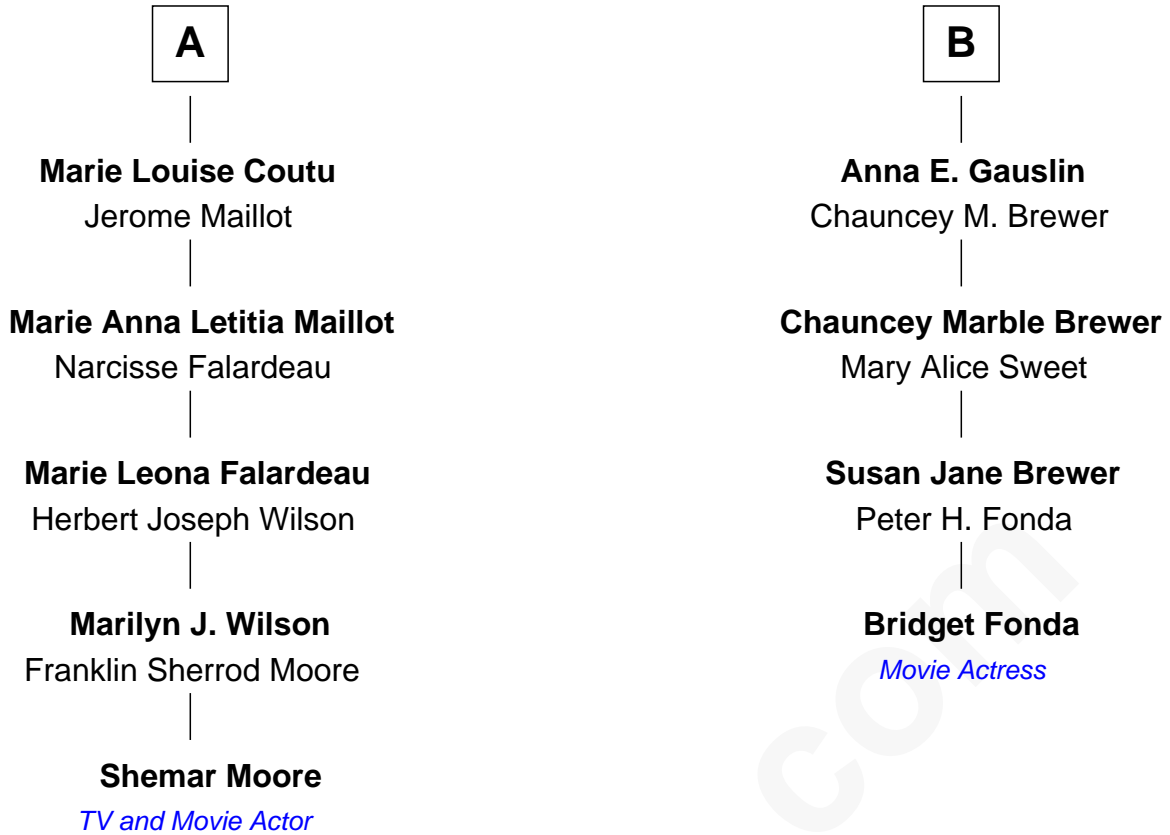 A
B
Marie Louise Coutu
Jerome Maillot
Anna E. Gauslin
Chauncey M. Brewer
Marie Anna Letitia Maillot
Narcisse Falardeau
Chauncey Marble Brewer
Mary Alice Sweet
Marie Leona Falardeau
Herbert Joseph Wilson
Susan Jane Brewer
Peter H. Fonda
Marilyn J. Wilson
Franklin Sherrod Moore
Bridget Fonda
Movie Actress
Shemar Moore
TV and Movie Actor
com